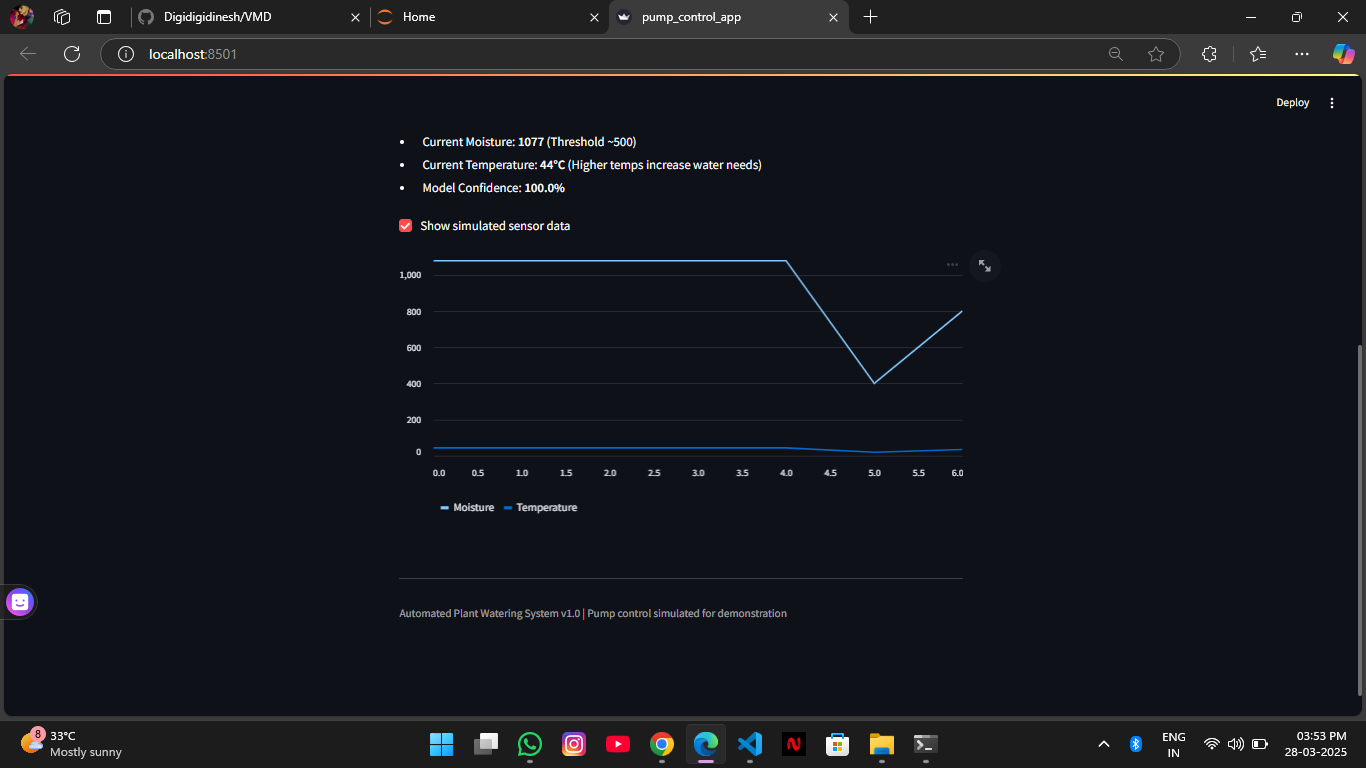 Digidigidinesh/VMD
Home
pump_control_app
localhost:8501
Deploy
Current Moisture: 1077 (Threshold ~500)
Current Temperature: 44°C (Higher temps increase water needs)
Model Confidence: 100.0%
Show simulated sensor data
1,000
800
600
400
200
0
0.0 0.5 1.0 1.5 2.0 2.5 3.0 3.5 4.0 4.5 5.0 5.5 6.0
Moisture Temperature
Automated Plant Watering System v1.0 | Pump control simulated for demonstration
8
33°C
Mostly sunny
ENG
IN
03:53 PM
28-03-2025